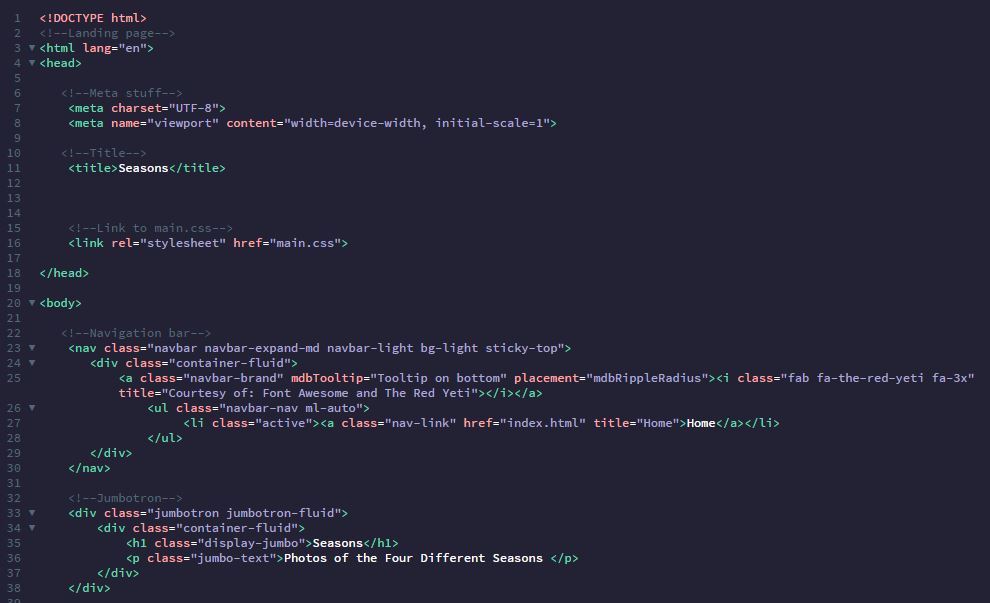 1 <!DOCTYPE html>
2 <!--Landing page-->
3 <html lang="en">
4 <head>
5
6 <!--Meta stuff-->
7 <meta charset="UTF-8">
8 <meta name="viewport" content="width=device-width, initial-scale=1">
9
10 <!--Title-->
11 <title>Seasons</title>
12
13
14
15 <!--Link to main.css-->
16 <link rel="stylesheet" href="main.css">
17
18 </head>
19
20 <body>
21
22 <!--Navigation bar-->
23 <nav class="navbar navbar-expand-md navbar-light bg-light sticky-top">
24 <div class="container-fluid">
25 <a class="navbar-brand" mdbTooltip="Tooltip on bottom" placement="mdbRippleRadius"><i class="fab fa-the-red-yeti fa-3x"
title="Courtesy of: Font Awesome and The Red Yeti"></i></a>
26 <ul class="navbar-nav ml-auto">
27 <li class="active"><a class="nav-link" href="index.html" title="Home">Home</a></li>
28 </ul>
29 </div>
30 </nav>
31
32 <!--Jumbotron-->
33 <div class="jumbotron jumbotron-fluid">
34 <div class="container-fluid">
35 <h1 class="display-jumbo">Seasons</h1>
36 <p class="jumbo-text">Photos of the Four Different Seasons </p>
37 </div>
38 </div>